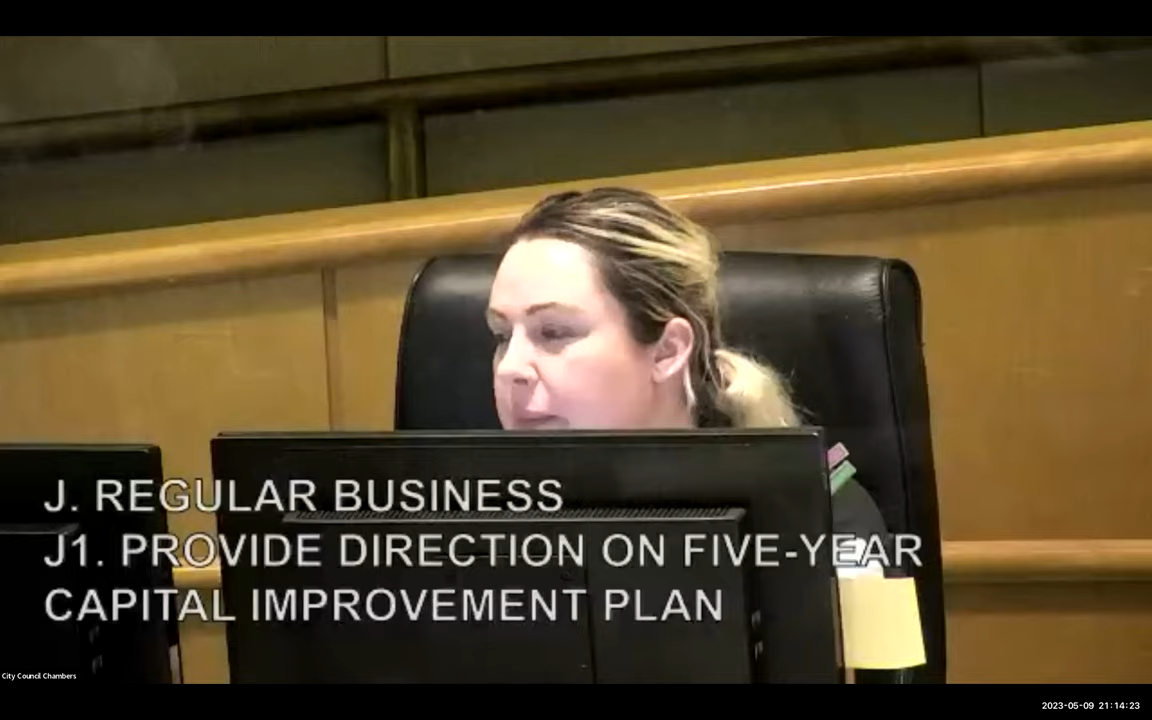 J. REGULAR BUSINESS
J1. PROVIDE DIRECTION ON FIVE-YEAR
CAPITAL IMPROVEMENT PLAN
City Council Chambers
2023-05-09 21:14:23